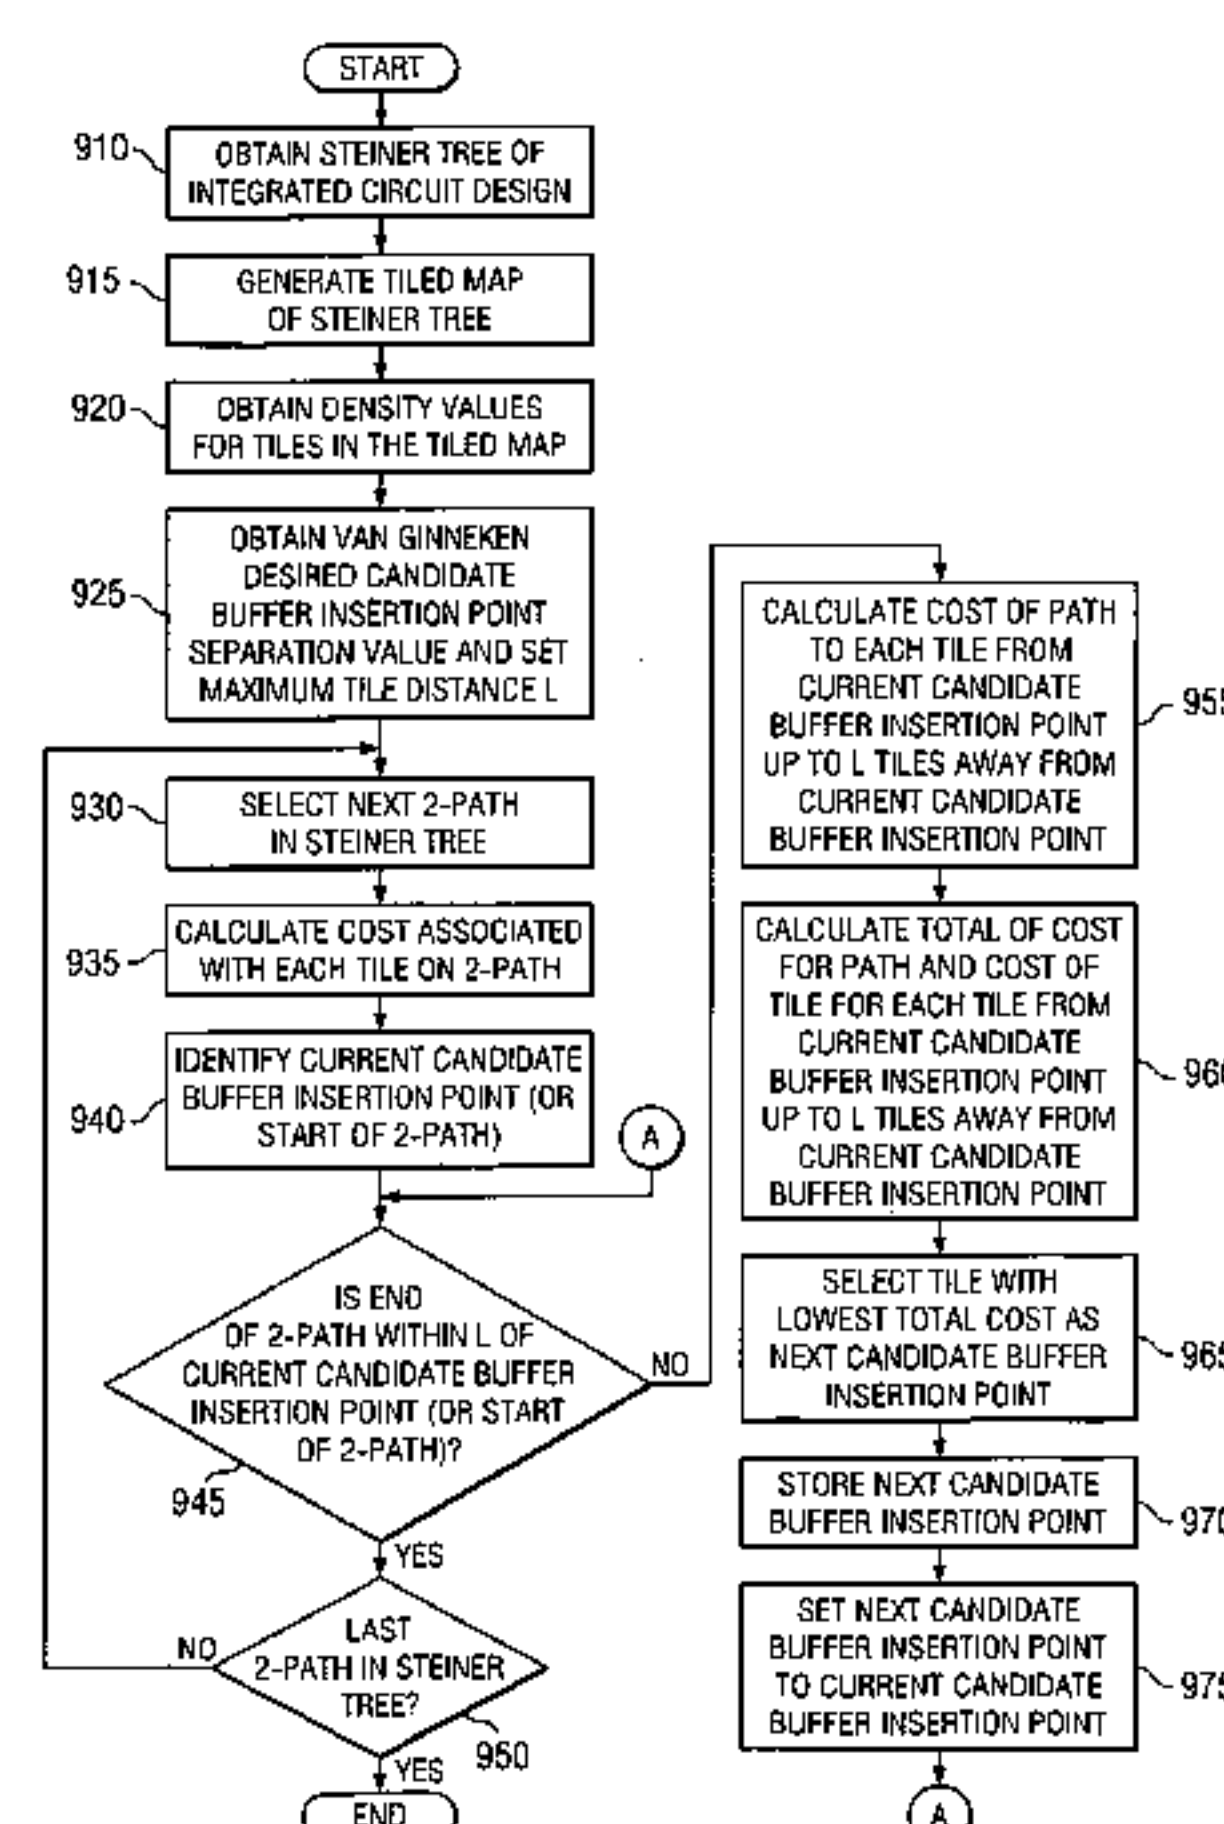 START
910
OBTAIN STEINER TREE OF
INTEGRATED CIRCUIT DESIGN
915
GENERATE TILED MAP
OF STEINER TREE
920
OBTAIN DENSITY VALUES
FOR TILES IN THE TILED MAP
925
OBTAIN VAN GINNEKEN
DESIRED CANDIDATE
BUFFER INSERTION POINT
SEPARATION VALUE AND SET
MAXIMUM TILE DISTANCE L
930
SELECT NEXT 2-PATH
IN STEINER TREE
935
CALCULATE COST ASSOCIATED
WITH EACH TILE ON 2-PATH
940
IDENTIFY CURRENT CANDIDATE
BUFFER INSERTION POINT (OR
START OF 2-PATH)
A
IS END
OF 2-PATH WITHIN L OF
CURRENT CANDIDATE BUFFER
INSERTION POINT (OR START
OF 2-PATH)?
945
NO
YES
LAST
2-PATH IN STEINER
TREE?
950
NO
YES
END
CALCULATE COST OF PATH
TO EACH TILE FROM
CURRENT CANDIDATE
BUFFER INSERTION POINT
UP TO L TILES AWAY FROM
CURRENT CANDIDATE
BUFFER INSERTION POINT
955
CALCULATE TOTAL OF COST
FOR PATH AND COST OF
TILE FOR EACH TILE FROM
CURRENT CANDIDATE
BUFFER INSERTION POINT
UP TO L TILES AWAY FROM
CURRENT CANDIDATE
BUFFER INSERTION POINT
960
SELECT TILE WITH
LOWEST TOTAL COST AS
NEXT CANDIDATE BUFFER
INSERTION POINT
965
STORE NEXT CANDIDATE
BUFFER INSERTION POINT
970
SET NEXT CANDIDATE
BUFFER INSERTION POINT
TO CURRENT CANDIDATE
BUFFER INSERTION POINT
975
A